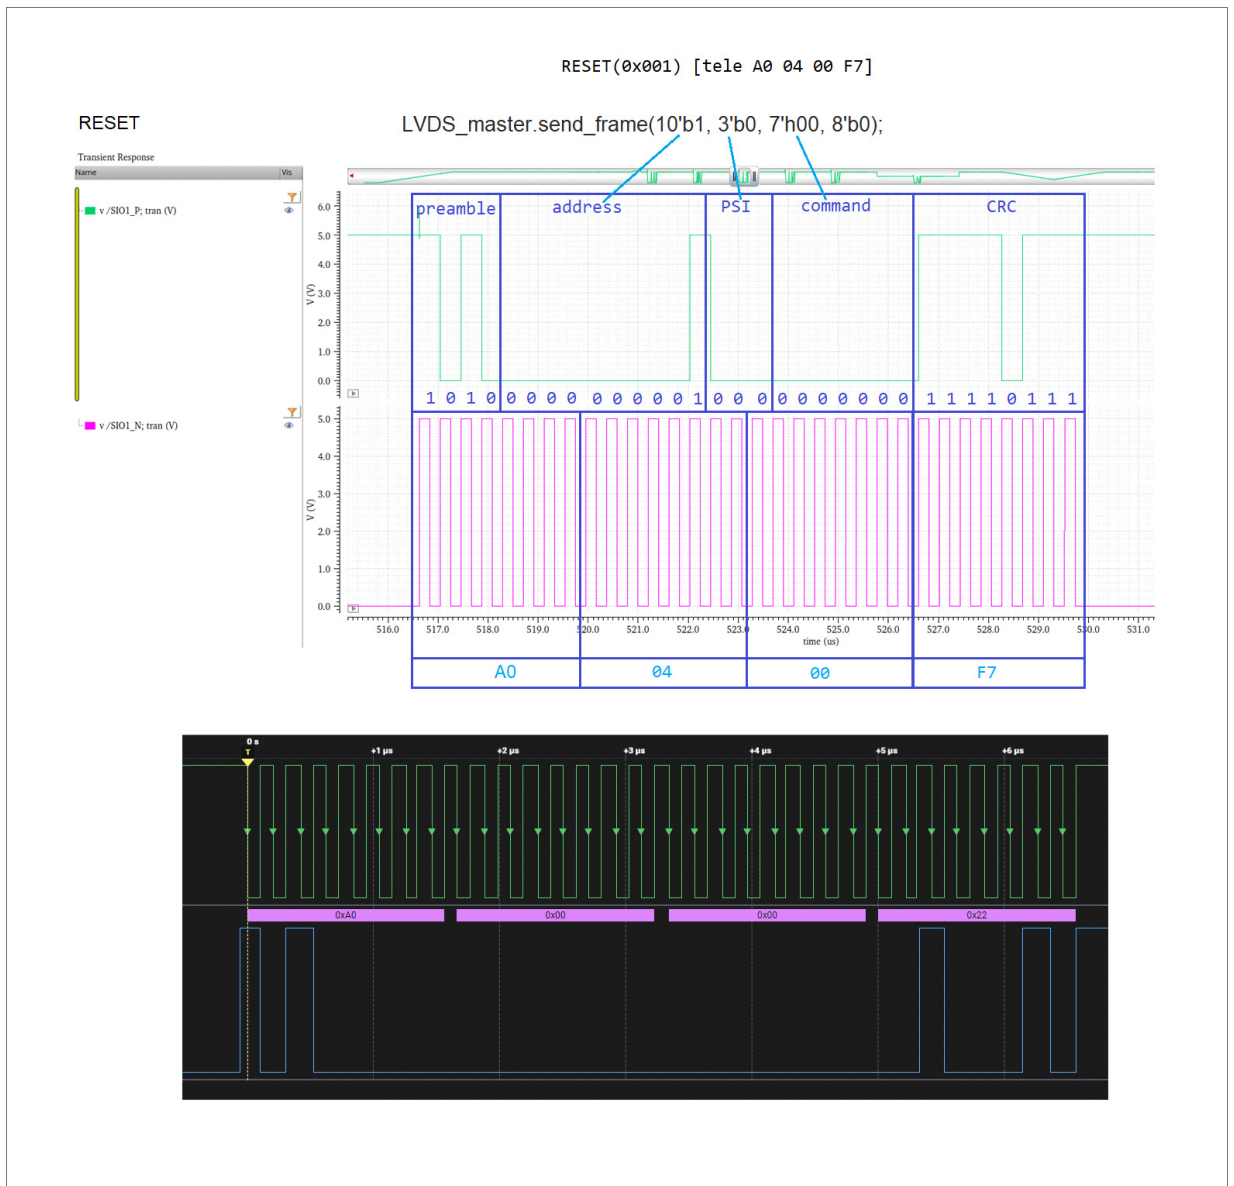 RESET(0x001) [tele A0 04 00 F7]
RESET
LVDS_master.send_frame(10'b1, 3'b0, 7'h00, 8'b0);
Transient Response
Name Vis
v /SIO1_P; tran (V)
preamble address PSI command CRC
6.0
5.0
4.0
3.0
2.0
1.0
0.0
V (V)
1 0 1 0 0 0 0 0 0 0 0 0 0 1 0 0 0 0 0 0 0 0 0 0 1 1 1 1 0 1 1 1
v /SIO1_N; tran (V)
5.0
4.0
3.0
2.0
1.0
0.0
V (V)
516.0 517.0 518.0 519.0 520.0 521.0 522.0 523.0 524.0 525.0 526.0 527.0 528.0 529.0 530.0 531.0
time (us)
A0 04 00 F7
0 s
T
+1 µs +2 µs +3 µs +4 µs +5 µs +6 µs
0xA0 0x00 0x00 0x22